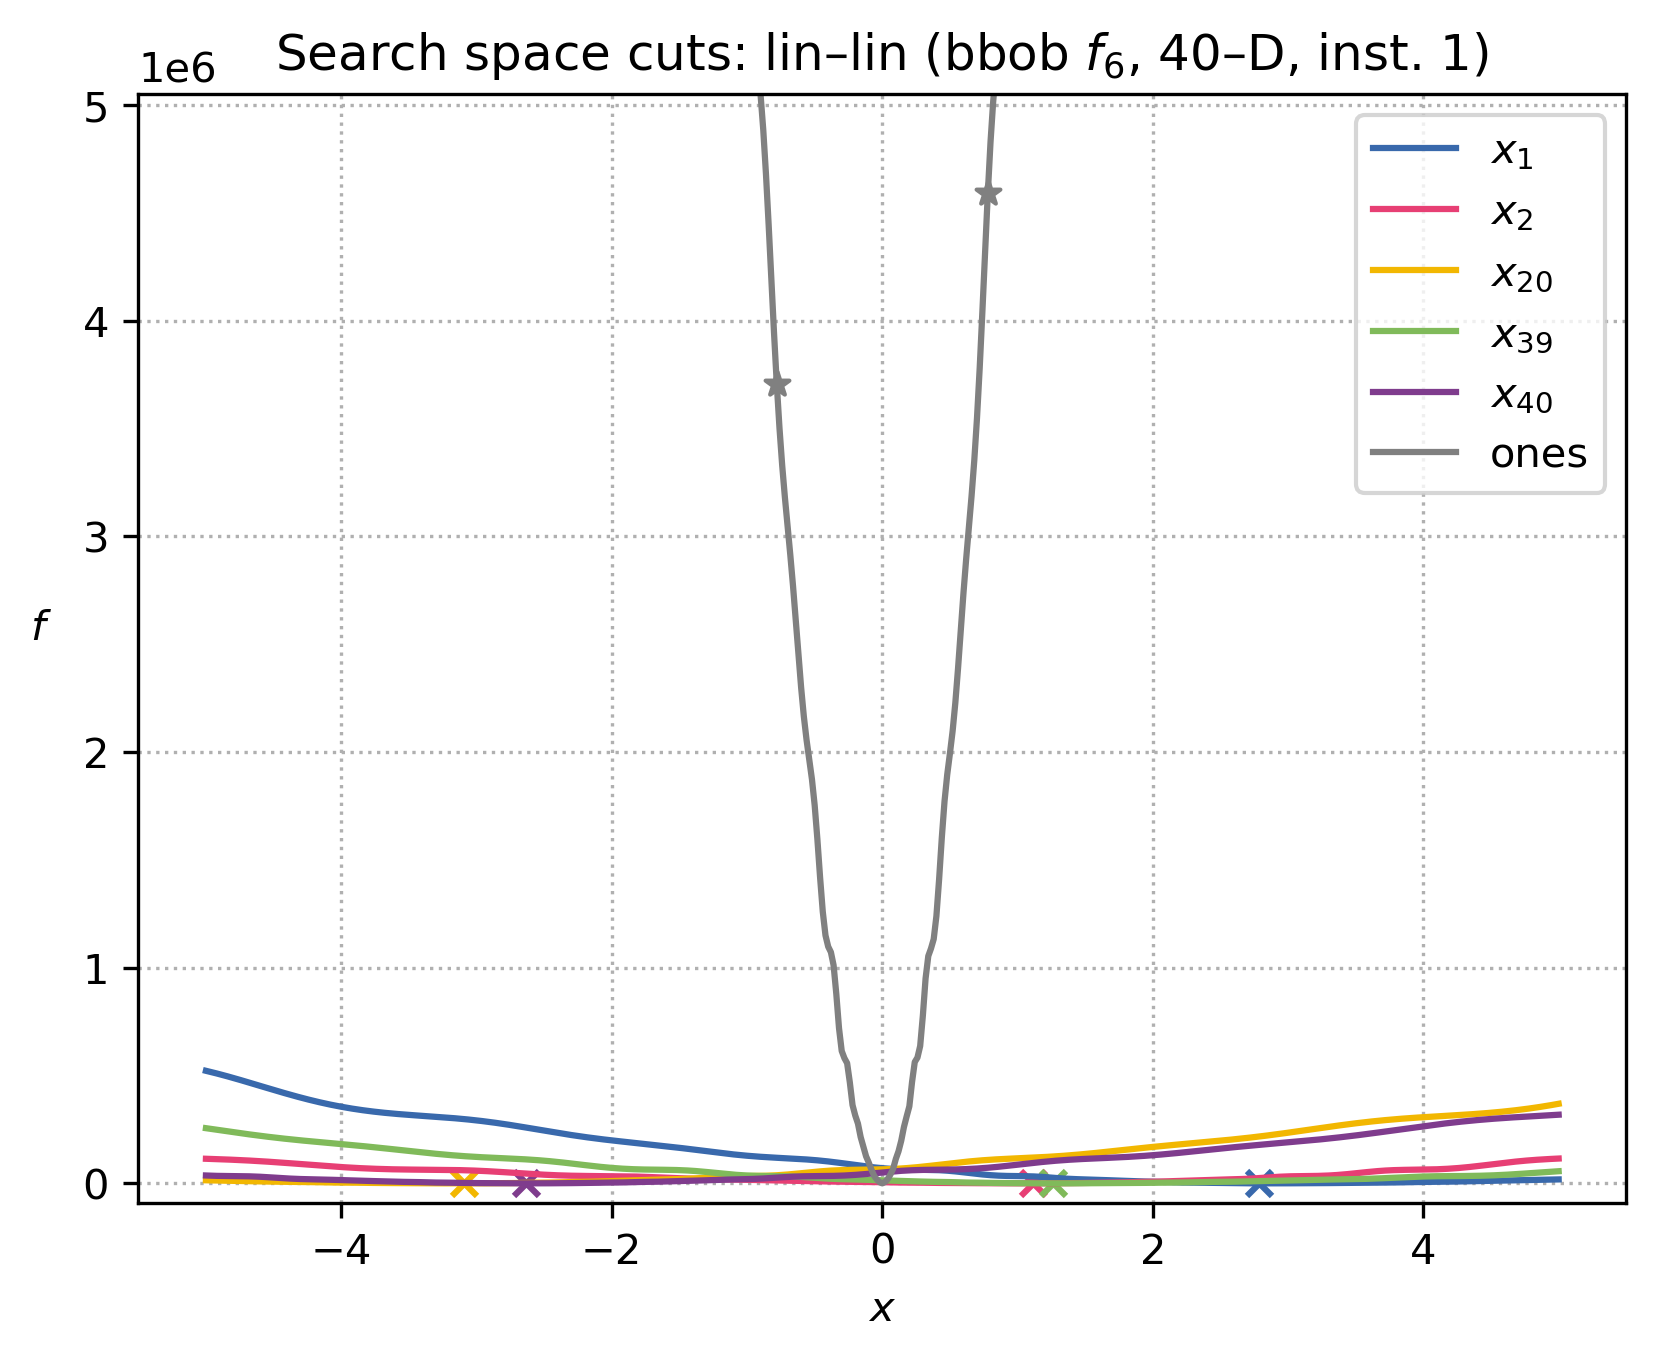 Search space cuts: lin–lin (bbob f₆, 40–D, inst. 1)
1e6
5
4
3
2
1
0
f
−4
−2
0
2
4
x
x₁
x₂
x₂₀
x₃₉
x₄₀
ones